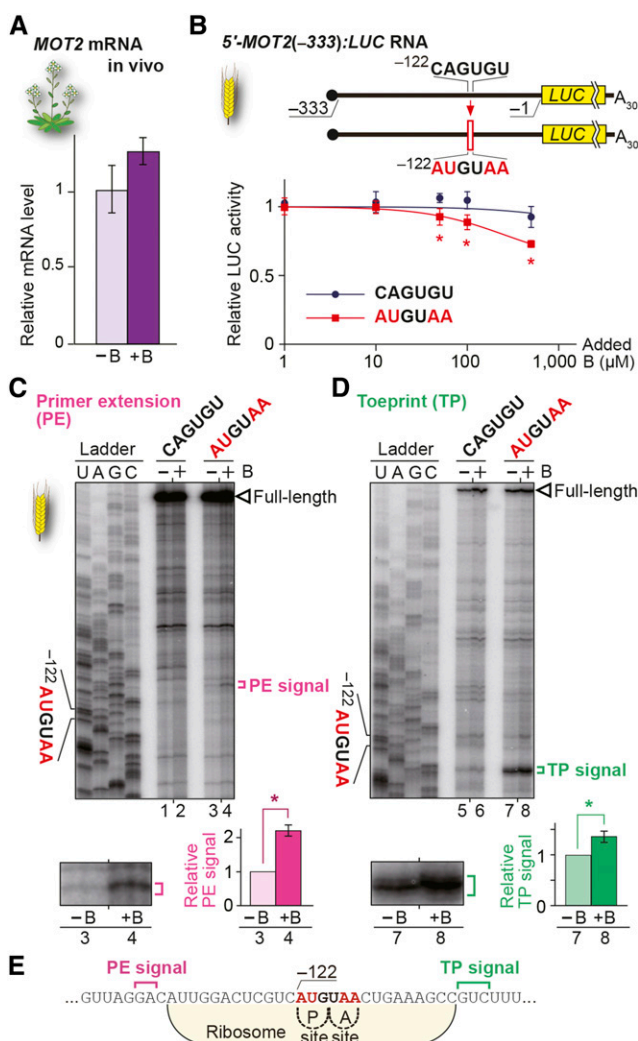 A
MOT2 mRNA
in vivo
Relative mRNA level
1
0
−B
+B
B
5'-MOT2(−333):LUC RNA
−122
CAGUGU
−333
−1
LUC
A30
LUC
A30
−122
AUGUAA
Relative LUC activity
1
0.5
0
* * *
CAGUGU
AUGUAA
1
10
100
1,000
Added
B (µM)
C
Primer extension
(PE)
CAGUGU
AUGUAA
Ladder
U A G C
− + − + B
Full-length
−122
AUGUAA
PE signal
1 2 3 4
Relative
PE signal
2
1
0
*
−B +B
3 4
−B +B
3 4
D
Toeprint (TP)
CAGUGU
AUGUAA
Ladder
U A G C
− + − + B
Full-length
−122
AUGUAA
TP signal
5 6 7 8
Relative
TP signal
1
0
*
−B +B
7 8
−B +B
7 8
E
PE signal
−122
TP signal
GUUAGGACAUUGGACUCGUCAUGUAACUGAAAGCCGUCUUU...
Ribosome
P
site
A
site